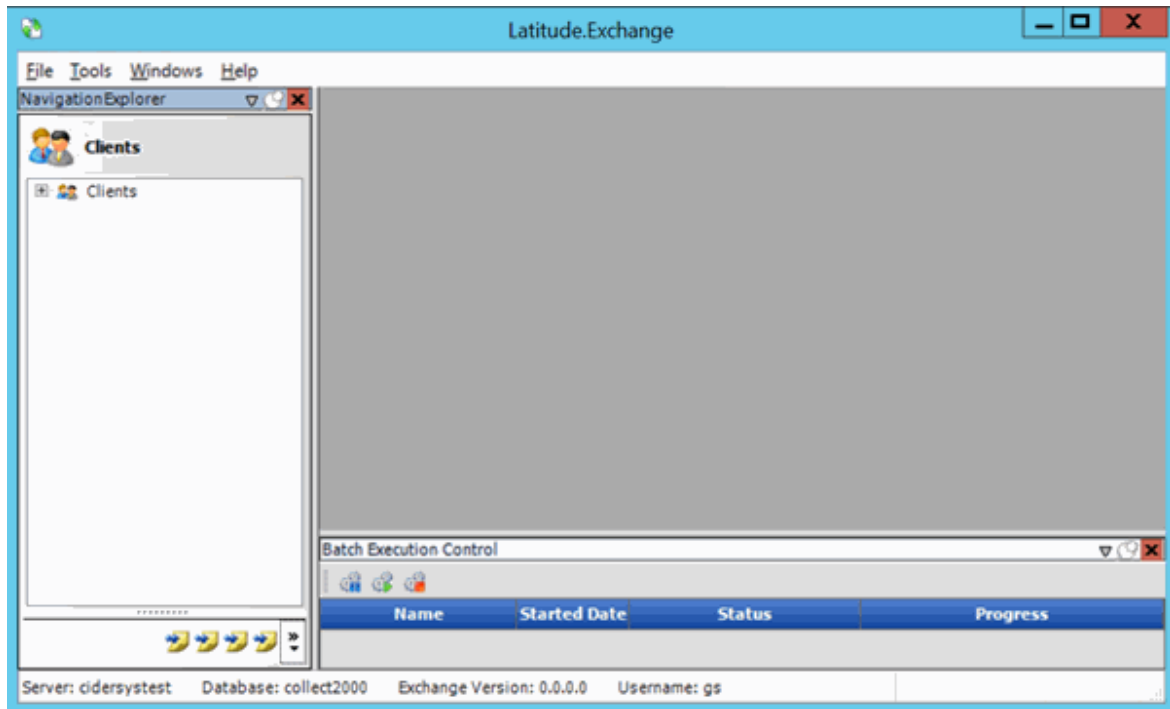 Latitude.Exchange
File Tools Windows Help
NavigationExplorer
Clients
Clients
Batch Execution Control
Name Started Date Status Progress
Server: cidersystest Database: collect2000 Exchange Version: 0.0.0.0 Username: gs